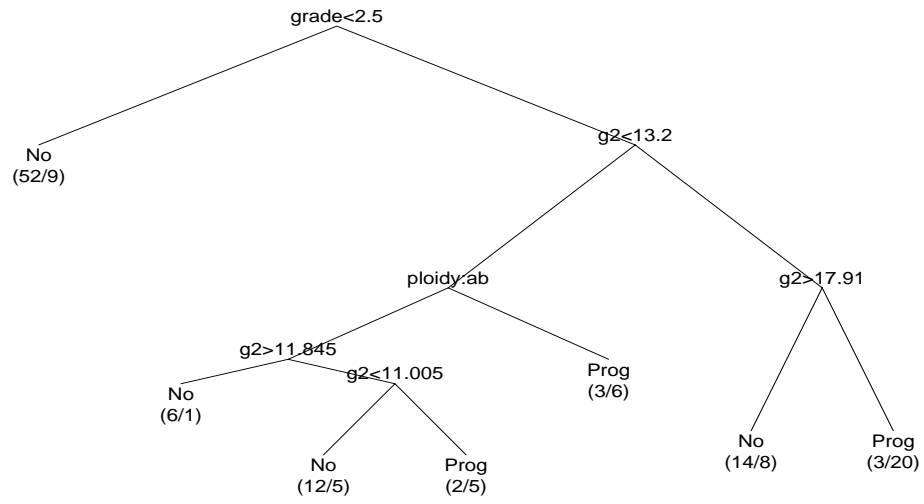 grade<2.5
No
(52/9)
g2<13.2
ploidy:ab
g2>17.91
g2>11.845
g2<11.005
No
(6/1)
Prog
(3/6)
No
(12/5)
Prog
(2/5)
No
(14/8)
Prog
(3/20)